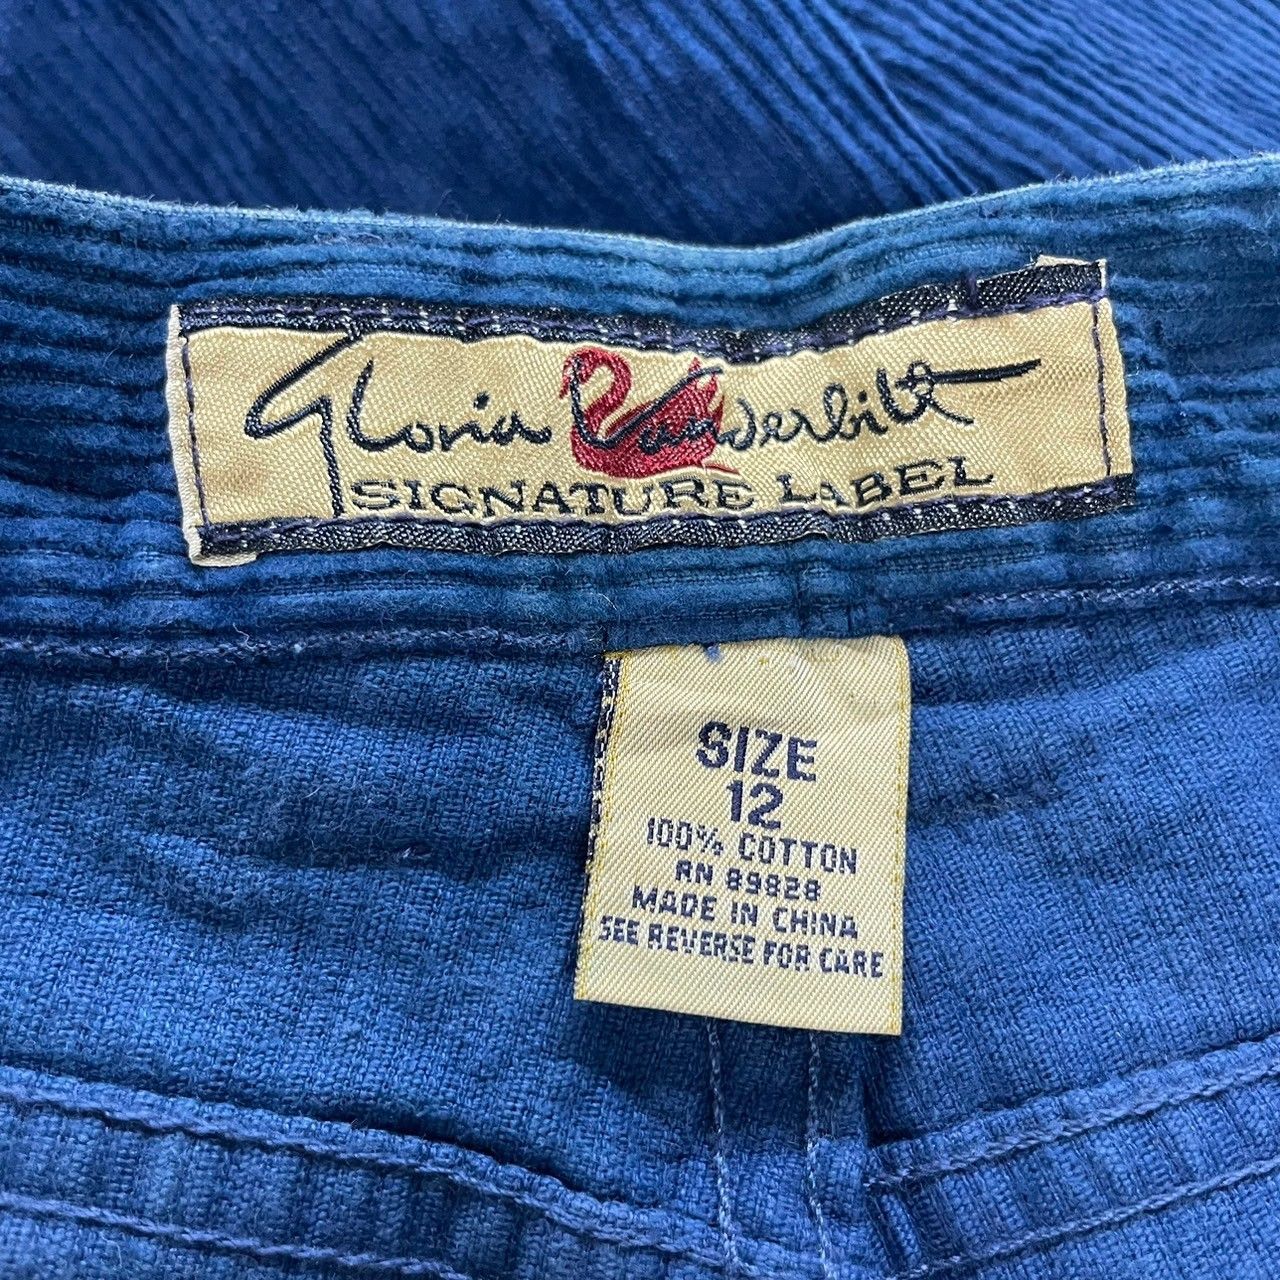 Gloria Vanderbilt
SIGNATURE LABEL
SIZE
12
100% COTTON
RN 89828
MADE IN CHINA
SEE REVERSE FOR CARE